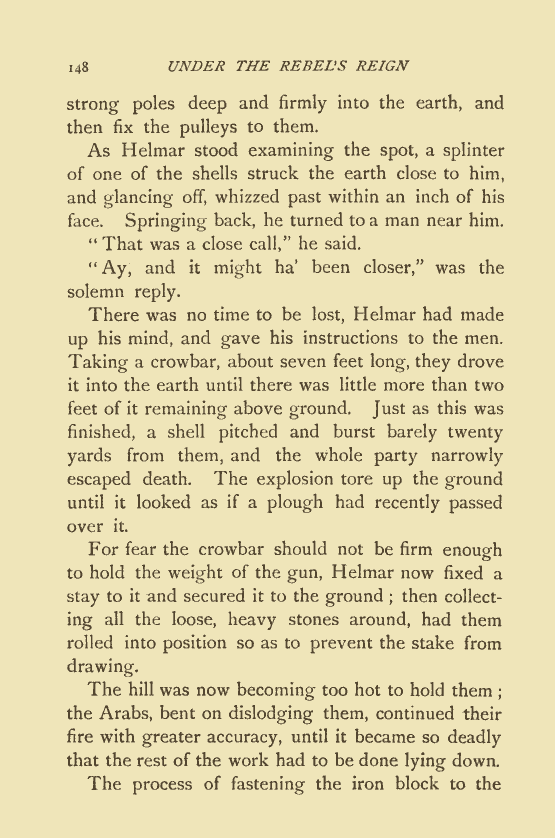 148 UNDER THE REBEL'S REIGN
strong poles deep and firmly into the earth, and
then fix the pulleys to them.
As Helmar stood examining the spot, a splinter
of one of the shells struck the earth close to him,
and glancing off, whizzed past within an inch of his
face. Springing back, he turned to a man near him.
"That was a close call," he said.
"Ay, and it might ha' been closer," was the
solemn reply.
There was no time to be lost, Helmar had made
up his mind, and gave his instructions to the men.
Taking a crowbar, about seven feet long, they drove
it into the earth until there was little more than two
feet of it remaining above ground. Just as this was
finished, a shell pitched and burst barely twenty
yards from them, and the whole party narrowly
escaped death. The explosion tore up the ground
until it looked as if a plough had recently passed
over it.
For fear the crowbar should not be firm enough
to hold the weight of the gun, Helmar now fixed a
stay to it and secured it to the ground ; then collect-
ing all the loose, heavy stones around, had them
rolled into position so as to prevent the stake from
drawing.
The hill was now becoming too hot to hold them ;
the Arabs, bent on dislodging them, continued their
fire with greater accuracy, until it became so deadly
that the rest of the work had to be done lying down.
The process of fastening the iron block to the